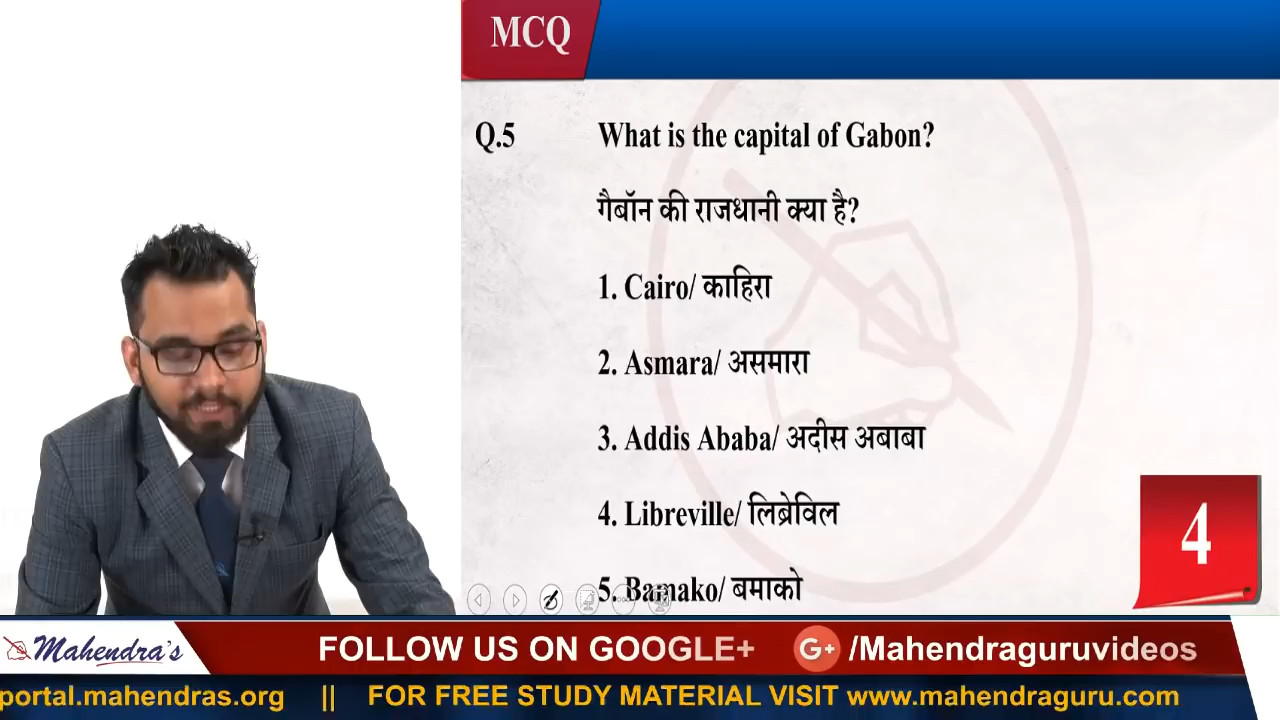 MCQ
Q.5 What is the capital of Gabon?
गैबॉन की राजधानी क्या है?
1. Cairo/ काहिरा
2. Asmara/ असमारा
3. Addis Ababa/ अदीस अबाबा
4. Libreville/ लिब्रेविल
4
5. Bamako/ बमाको
Mahendra's
FOLLOW US ON GOOGLE+ G+ /Mahendraguruvideos
portal.mahendras.org || FOR FREE STUDY MATERIAL VISIT www.mahendraguru.com